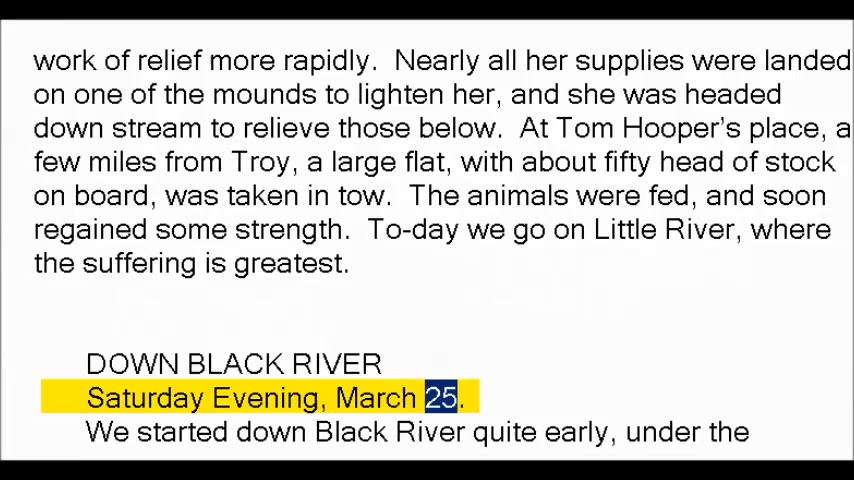 work of relief more rapidly.  Nearly all her supplies were landed
on one of the mounds to lighten her, and she was headed
down stream to relieve those below.  At Tom Hooper's place, a
few miles from Troy, a large flat, with about fifty head of stock
on board, was taken in tow.  The animals were fed, and soon
regained some strength.  To-day we go on Little River, where
the suffering is greatest.
DOWN BLACK RIVER
Saturday Evening, March 25.
We started down Black River quite early, under the